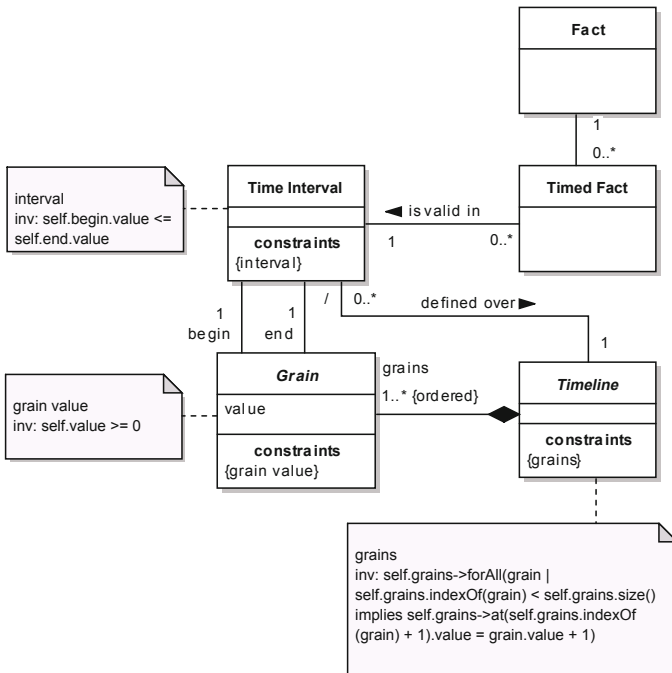 Fact
1
0..*
Timed Fact
is valid in
1
0..*
interval
inv: self.begin.value <=
self.end.value
Time Interval
constraints
{interval}
1
begin
1
end
/
0..*
defined over
1
grain value
inv: self.value >= 0
Grain
value
constraints
{grain value}
grains
1..* {ordered}
Timeline
constraints
{grains}
grains
inv: self.grains->forAll(grain |
self.grains.indexOf(grain) < self.grains.size()
implies self.grains->at(self.grains.indexOf
(grain) + 1).value = grain.value + 1)